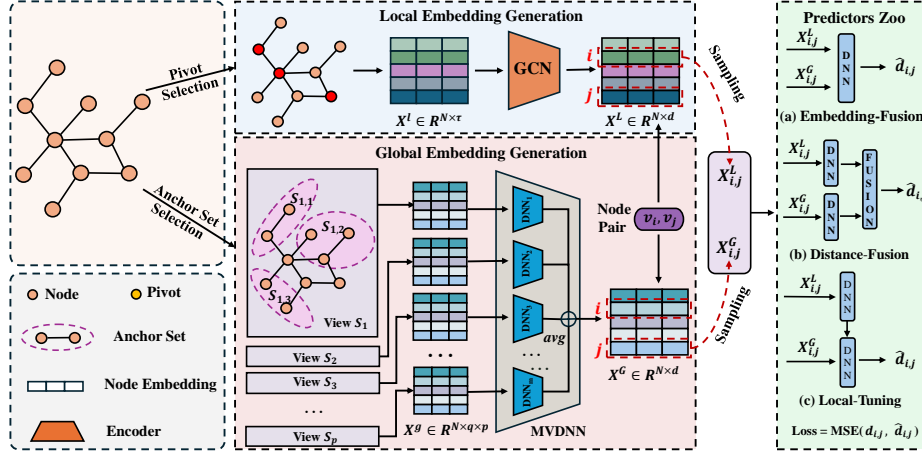 Pivot
Selection
Anchor Set
Selection
Node
Pivot
Anchor Set
Node Embedding
Encoder
Local Embedding Generation
GCN
i
j
X^l ∈ R^{N×τ}
X^L ∈ R^{N×d}
Global Embedding Generation
S_{1,1}
S_{1,2}
S_{1,3}
View S_1
View S_2
View S_3
...
View S_p
...
X^g ∈ R^{N×q×p}
DNN_1
DNN_2
DNN_3
...
DNN_m
MVDNN
avg
Node
Pair
v_i, v_j
i
j
X^G ∈ R^{N×d}
Sampling
Sampling
X^L_{i,j}
X^G_{i,j}
Predictors Zoo
X^L_{i,j}
X^G_{i,j}
DNN
d̂_{i,j}
(a) Embedding-Fusion
X^L_{i,j}
X^G_{i,j}
DNN
DNN
FUSION
d̂_{i,j}
(b) Distance-Fusion
X^L_{i,j}
DNN
X^G_{i,j}
DNN
d̂_{i,j}
(c) Local-Tuning
Loss = MSE( d_{i,j} , d̂_{i,j} )